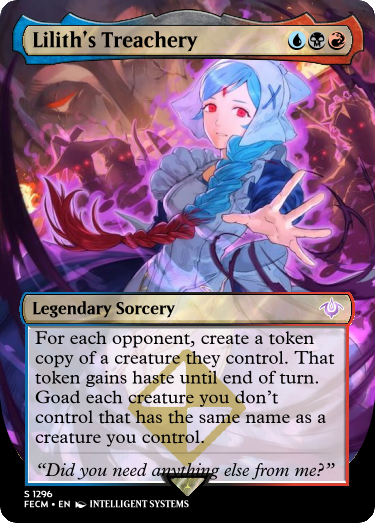 Lilith's Treachery
Legendary Sorcery
For each opponent, create a token
copy of a creature they control. That
token gains haste until end of turn.
Goad each creature you don't
control that has the same name as a
creature you control.
“Did you need anything else from me?”
S 1296
FECM • EN INTELLIGENT SYSTEMS